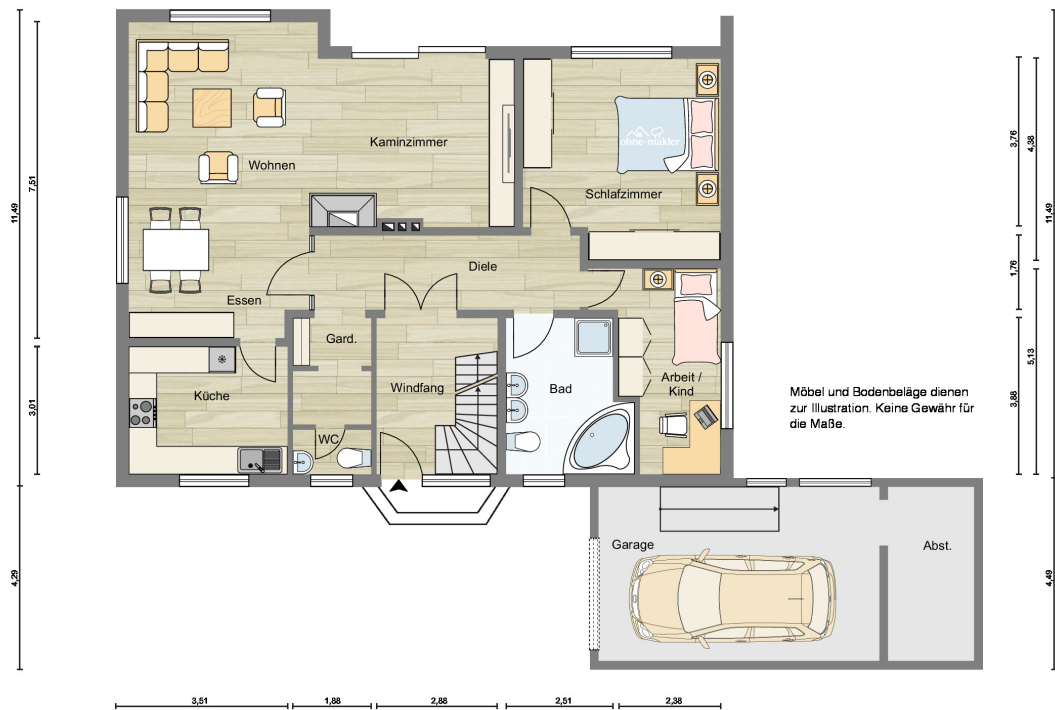 Kaminzimmer
Wohnen
ohne-makler
Schlafzimmer
Diele
Essen
Gard.
Küche
Windfang
Bad
Arbeit /
Kind
WC
Möbel und Bodenbeläge dienen
zur Illustration. Keine Gewähr für
die Maße.
Garage
Abst.
11,49
7,51
3,01
4,29
3,76
4,38
11,49
1,76
5,13
3,88
4,49
3,51
1,88
2,88
2,51
2,38